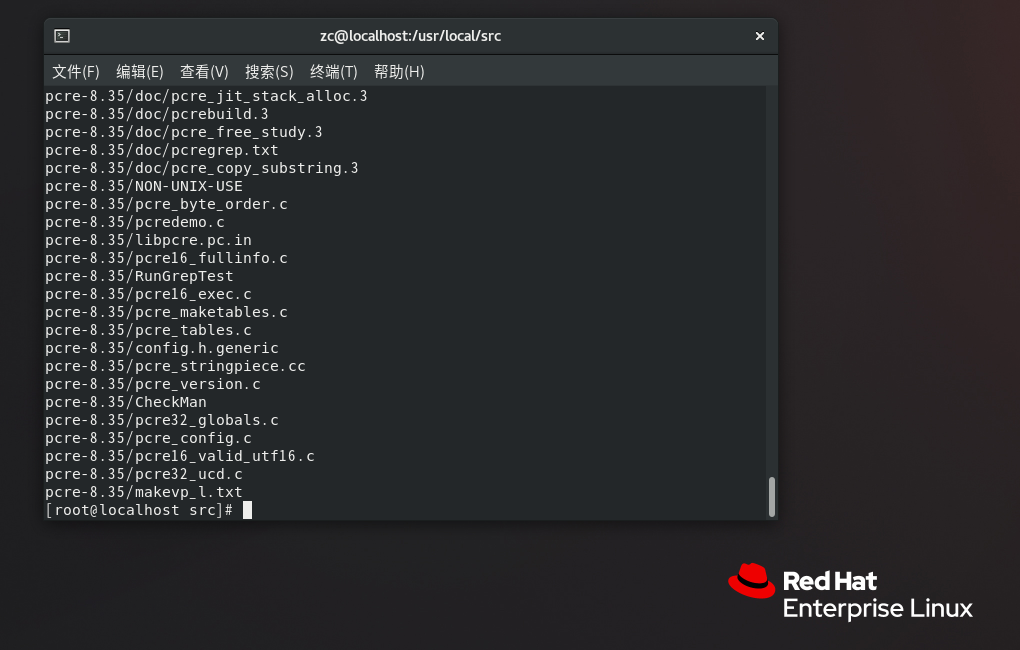 zc@localhost:/usr/local/src
文件(F) 编辑(E) 查看(V) 搜索(S) 终端(T) 帮助(H)
pcre-8.35/doc/pcre_jit_stack_alloc.3
pcre-8.35/doc/pcrebuild.3
pcre-8.35/doc/pcre_free_study.3
pcre-8.35/doc/pcregrep.txt
pcre-8.35/doc/pcre_copy_substring.3
pcre-8.35/NON-UNIX-USE
pcre-8.35/pcre_byte_order.c
pcre-8.35/pcredemo.c
pcre-8.35/libpcre.pc.in
pcre-8.35/pcre16_fullinfo.c
pcre-8.35/RunGrepTest
pcre-8.35/pcre16_exec.c
pcre-8.35/pcre_maketables.c
pcre-8.35/pcre_tables.c
pcre-8.35/config.h.generic
pcre-8.35/pcre_stringpiece.cc
pcre-8.35/pcre_version.c
pcre-8.35/CheckMan
pcre-8.35/pcre32_globals.c
pcre-8.35/pcre_config.c
pcre-8.35/pcre16_valid_utf16.c
pcre-8.35/pcre32_ucd.c
pcre-8.35/makevp_l.txt
[root@localhost src]#
Red Hat
Enterprise Linux